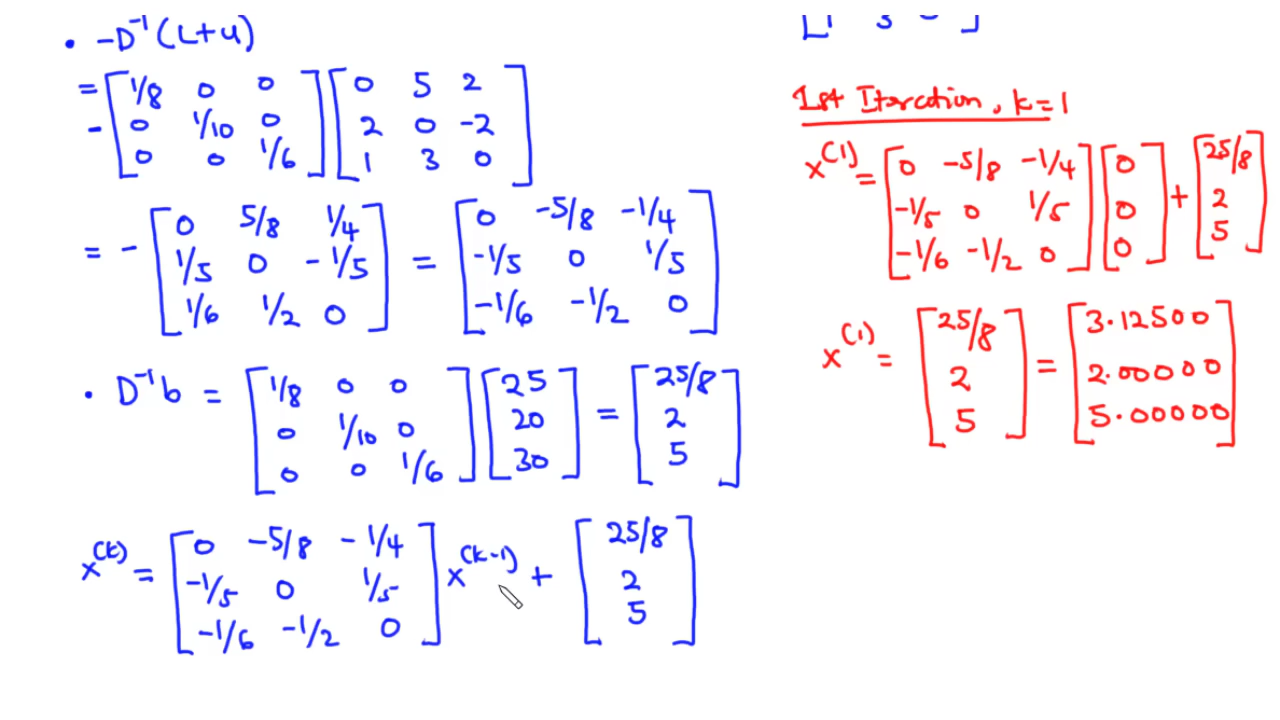 • -D⁻¹(L+U)
= - [1/8 0 0; 0 1/10 0; 0 0 1/6] [0 5 2; 2 0 -2; 1 3 0]
= - [0 5/8 1/4; 1/5 0 -1/5; 1/6 1/2 0] = [0 -5/8 -1/4; -1/5 0 1/5; -1/6 -1/2 0]
• D⁻¹b = [1/8 0 0; 0 1/10 0; 0 0 1/6] [25; 20; 30] = [25/8; 2; 5]
x^(k) = [0 -5/8 -1/4; -1/5 0 1/5; -1/6 -1/2 0] x^(k-1) + [25/8; 2; 5]
1 3
1st Iteration, k=1
x^(1) = [0 -5/8 -1/4; -1/5 0 1/5; -1/6 -1/2 0] [0; 0; 0] + [25/8; 2; 5]
x^(1) = [25/8; 2; 5] = [3.12500; 2.00000; 5.00000]